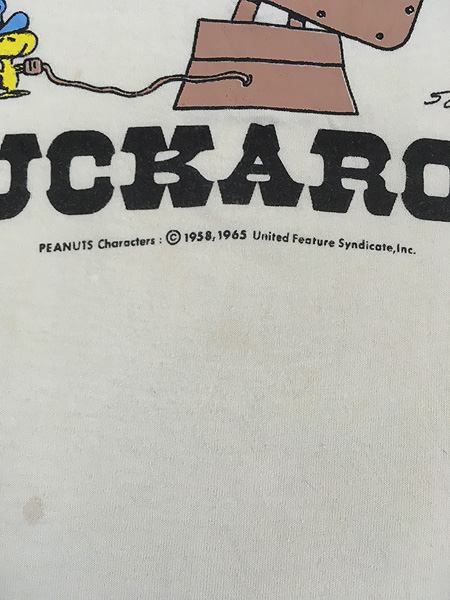 UCKARO
PEANUTS Characters : © 1958, 1965 United Feature Syndicate, Inc.